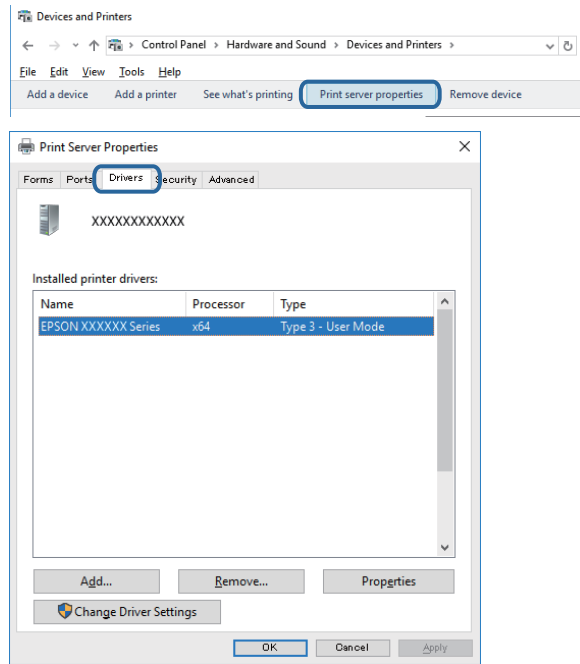 Devices and Printers
Control Panel > Hardware and Sound > Devices and Printers >
File Edit View Tools Help
Add a device Add a printer See what's printing Print server properties Remove device
Print Server Properties
Forms Ports Drivers Security Advanced
XXXXXXXXXXXX
Installed printer drivers:
Name Processor Type
EPSON XXXXXX Series x64 Type 3 - User Mode
Add... Remove... Properties
Change Driver Settings
OK Cancel Apply